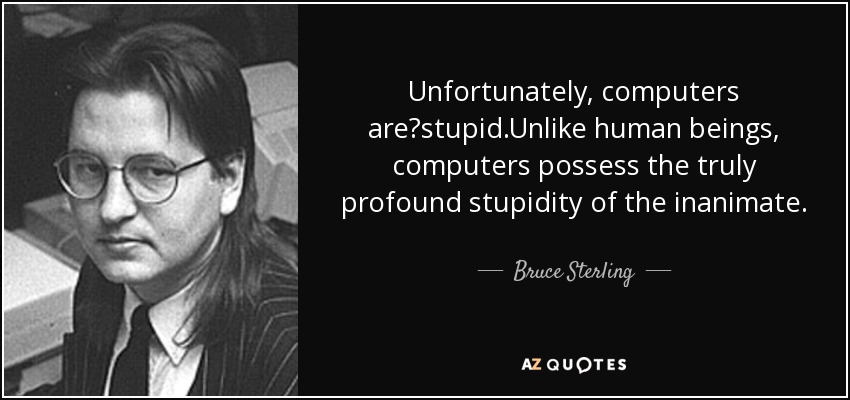 Unfortunately, computers
are?stupid.Unlike human beings,
computers possess the truly
profound stupidity of the inanimate.
Bruce Sterling
AZ QUOTES